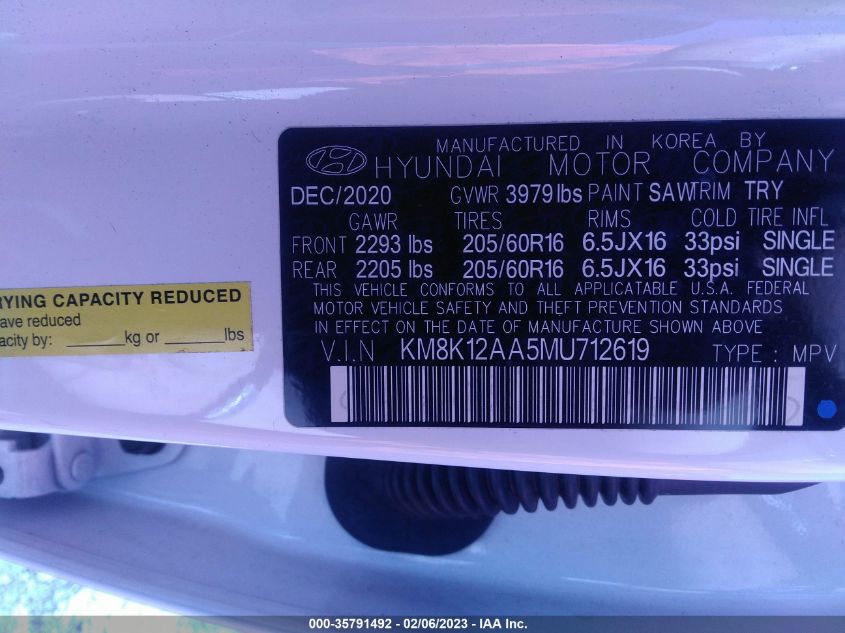 MANUFACTURED IN KOREA BY
HYUNDAI MOTOR COMPANY
DEC/2020 GVWR 3979 lbs PAINT SAW TRIM TRY
GAWR TIRES RIMS COLD TIRE INFL
FRONT 2293 lbs 205/60R16 6.5JX16 33psi SINGLE
REAR 2205 lbs 205/60R16 6.5JX16 33psi SINGLE
THIS VEHICLE CONFORMS TO ALL APPLICATABLE U.S.A. FEDERAL
MOTOR VEHICLE SAFETY AND THEFT PREVENTION STANDARDS
IN EFFECT ON THE DATE OF MANUFACTURE SHOWN ABOVE
V.I.N KM8K12AA5MU712619 TYPE : MPV
RYING CAPACITY REDUCED
ave reduced
pacity by: ______kg or ______lbs
000-35791492 - 02/06/2023 - IAA Inc.